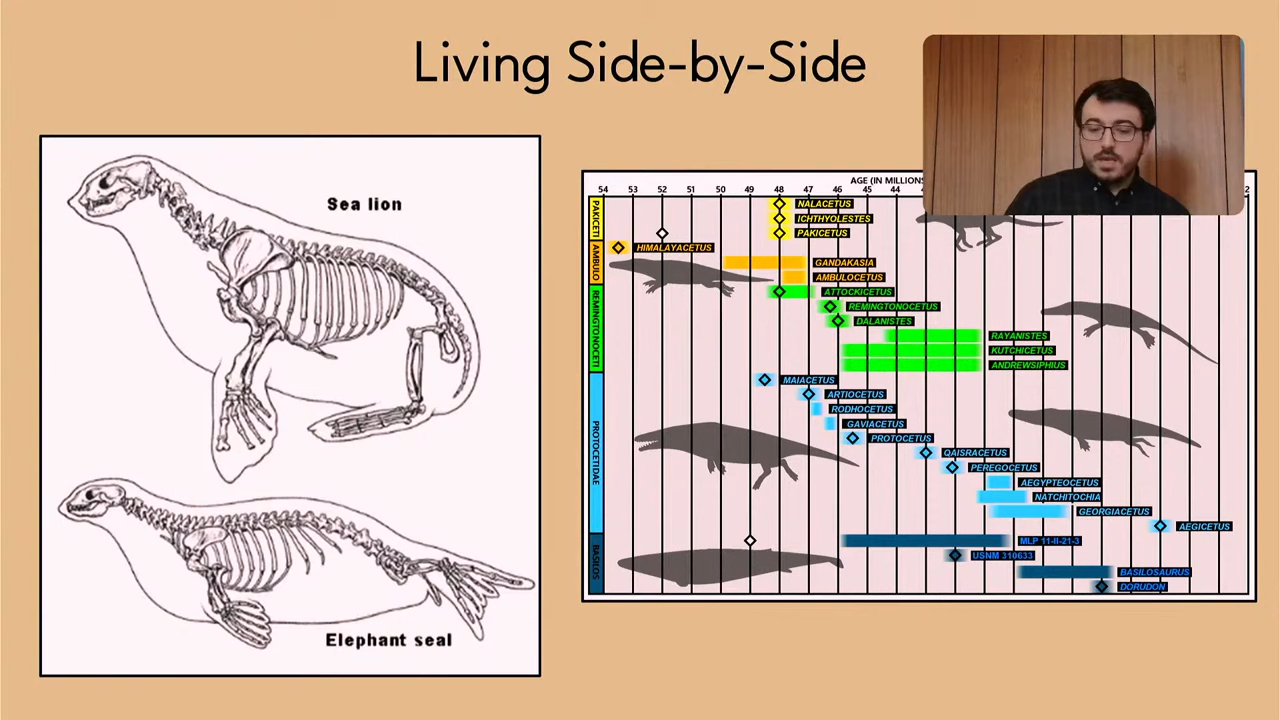 Living Side-by-Side
Sea lion
Elephant seal
AGE (IN MILLIONS
54 53 52 51 50 49 48 47 46 45 44 2
PAKICETI
NALACETUS
ICHTHYOLESTES
PAKICETUS
AMBULO
HIMALAYACETUS
GANDAKASIA
AMBULOCETUS
REMINGTONOCETI
ATTOCKICETUS
REMINGTONOCETUS
DALANISTES
RAYANISTES
KUTCHICETUS
ANDREWSIPHIUS
PROTOCETIDAE
MAIACETUS
ARTIOCETUS
RODHOCETUS
GAVIACETUS
PROTOCETUS
QAISRACETUS
PEREGOCETUS
AEGYPTEOCETUS
NATCHITOCHIA
GEORGIACETUS
AEGICETUS
BASILOS
MLP 11-II-21-3
USNM 310633
BASILOSAURUS
DORUDON